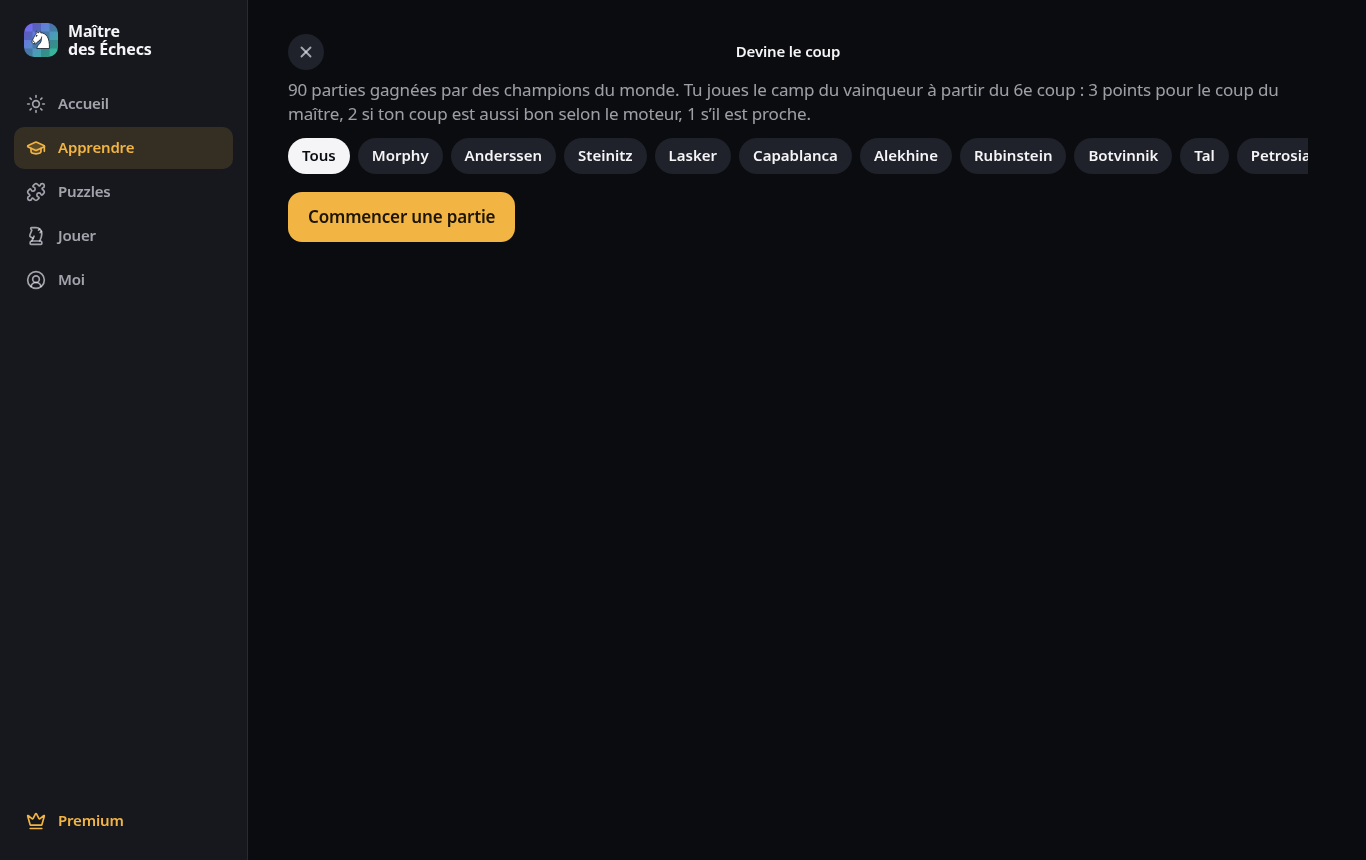 Maître
des Échecs
Accueil
Apprendre
Puzzles
Jouer
Moi
Premium
Devine le coup
90 parties gagnées par des champions du monde. Tu joues le camp du vainqueur à partir du 6e coup : 3 points pour le coup du
maître, 2 si ton coup est aussi bon selon le moteur, 1 s’il est proche.
Tous Morphy Anderssen Steinitz Lasker Capablanca Alekhine Rubinstein Botvinnik Tal Petrosia
Commencer une partie